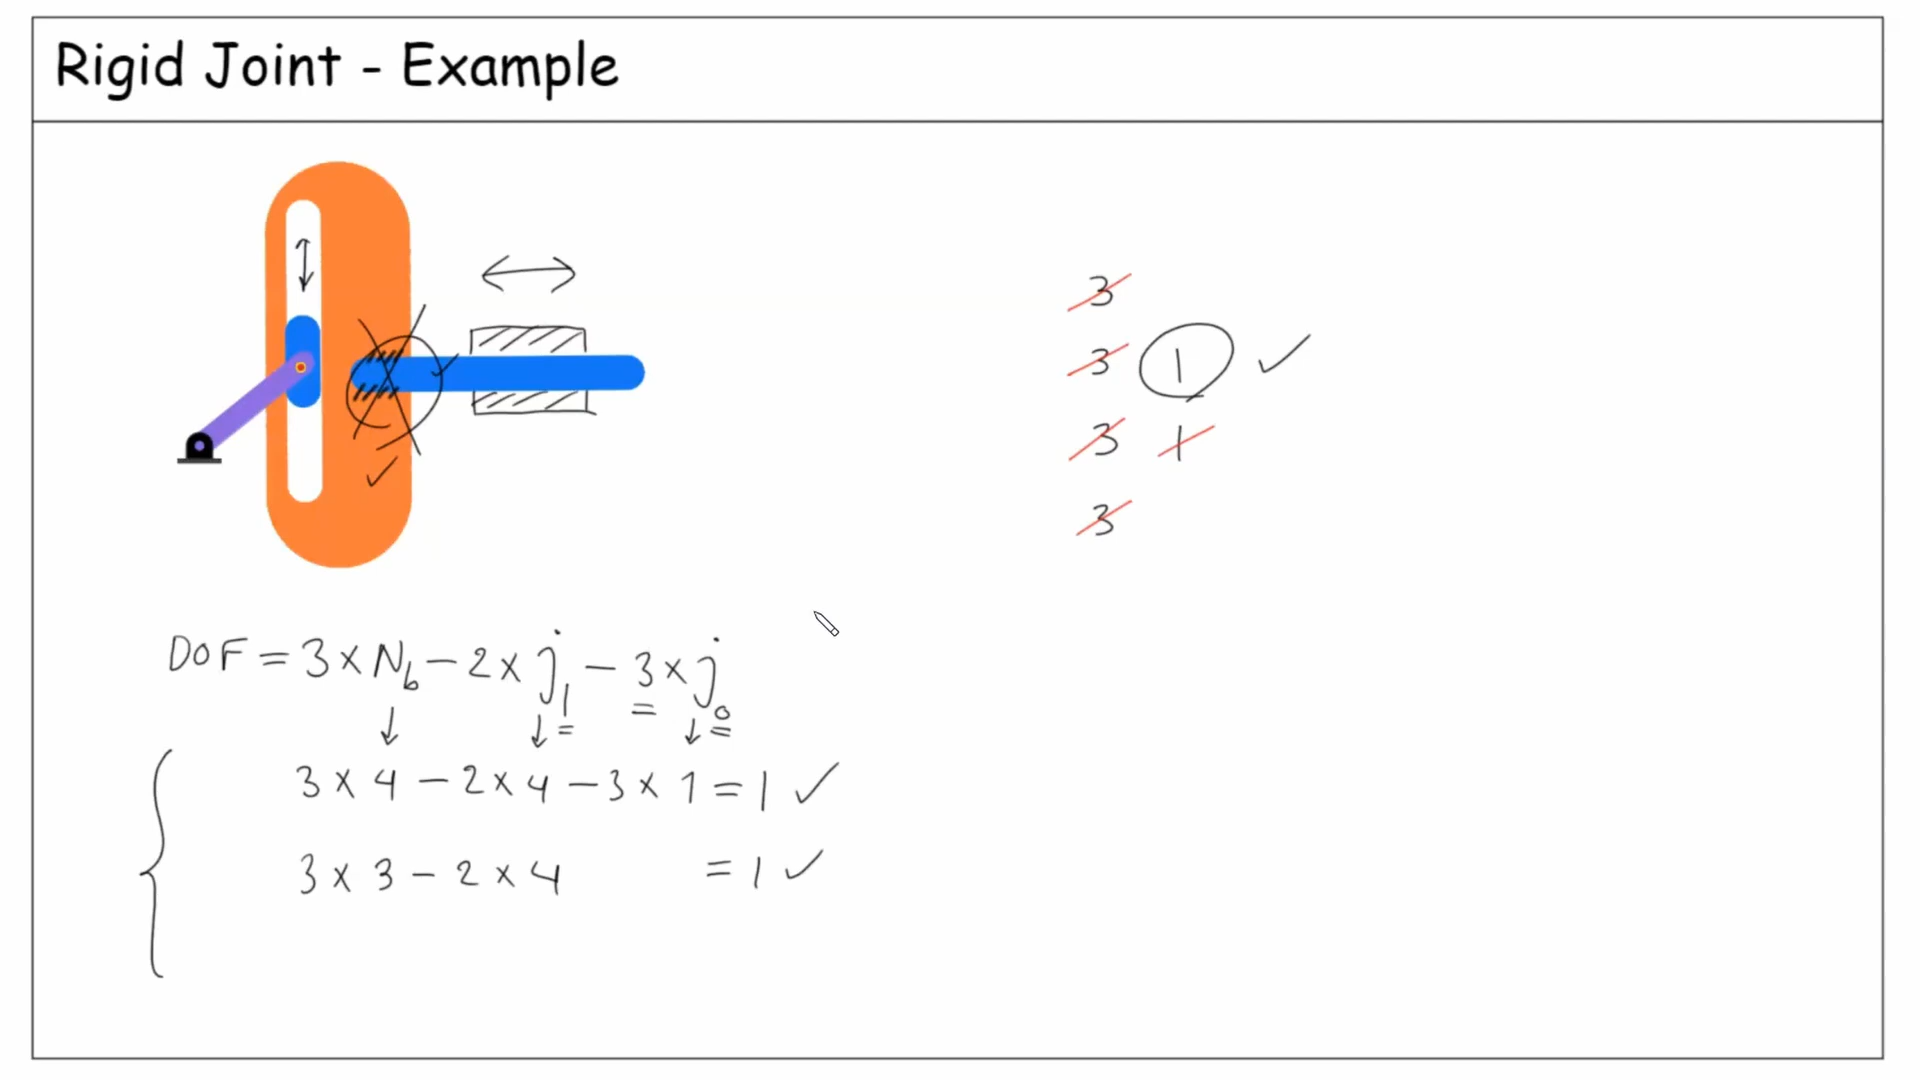 Rigid Joint - Example
3
3 1 ✓
3 1
3
DOF = 3 × N_b - 2 × j_1 - 3 × j_0
3 × 4 - 2 × 4 - 3 × 1 = 1 ✓
3 × 3 - 2 × 4 = 1 ✓